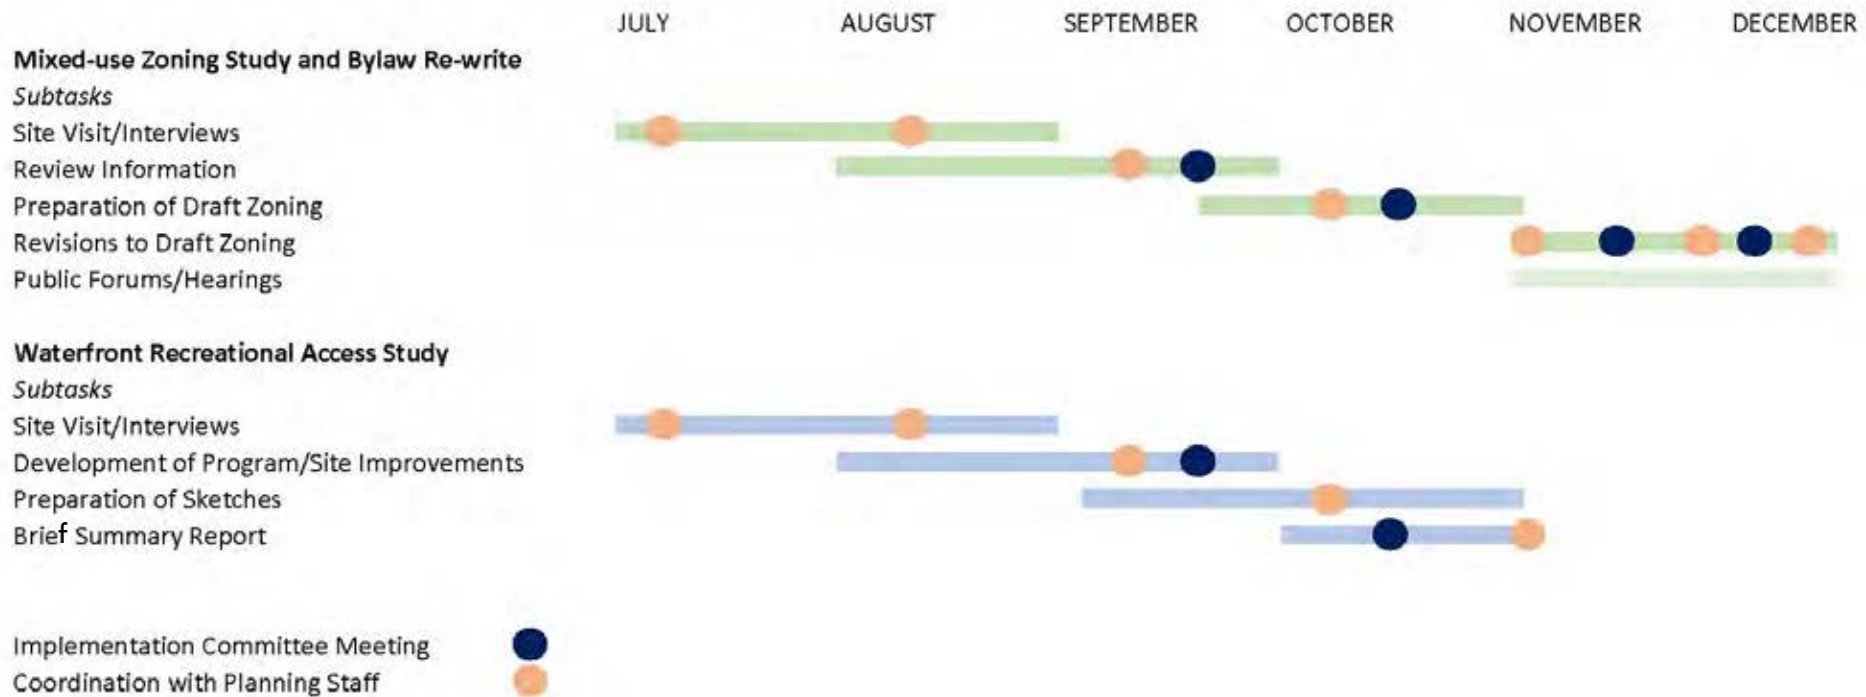 JULY AUGUST SEPTEMBER OCTOBER NOVEMBER DECEMBER
Mixed-use Zoning Study and Bylaw Re-write
Subtasks
Site Visit/Interviews
Review Information
Preparation of Draft Zoning
Revisions to Draft Zoning
Public Forums/Hearings
Waterfront Recreational Access Study
Subtasks
Site Visit/Interviews
Development of Program/Site Improvements
Preparation of Sketches
Brief Summary Report
Implementation Committee Meeting
Coordination with Planning Staff